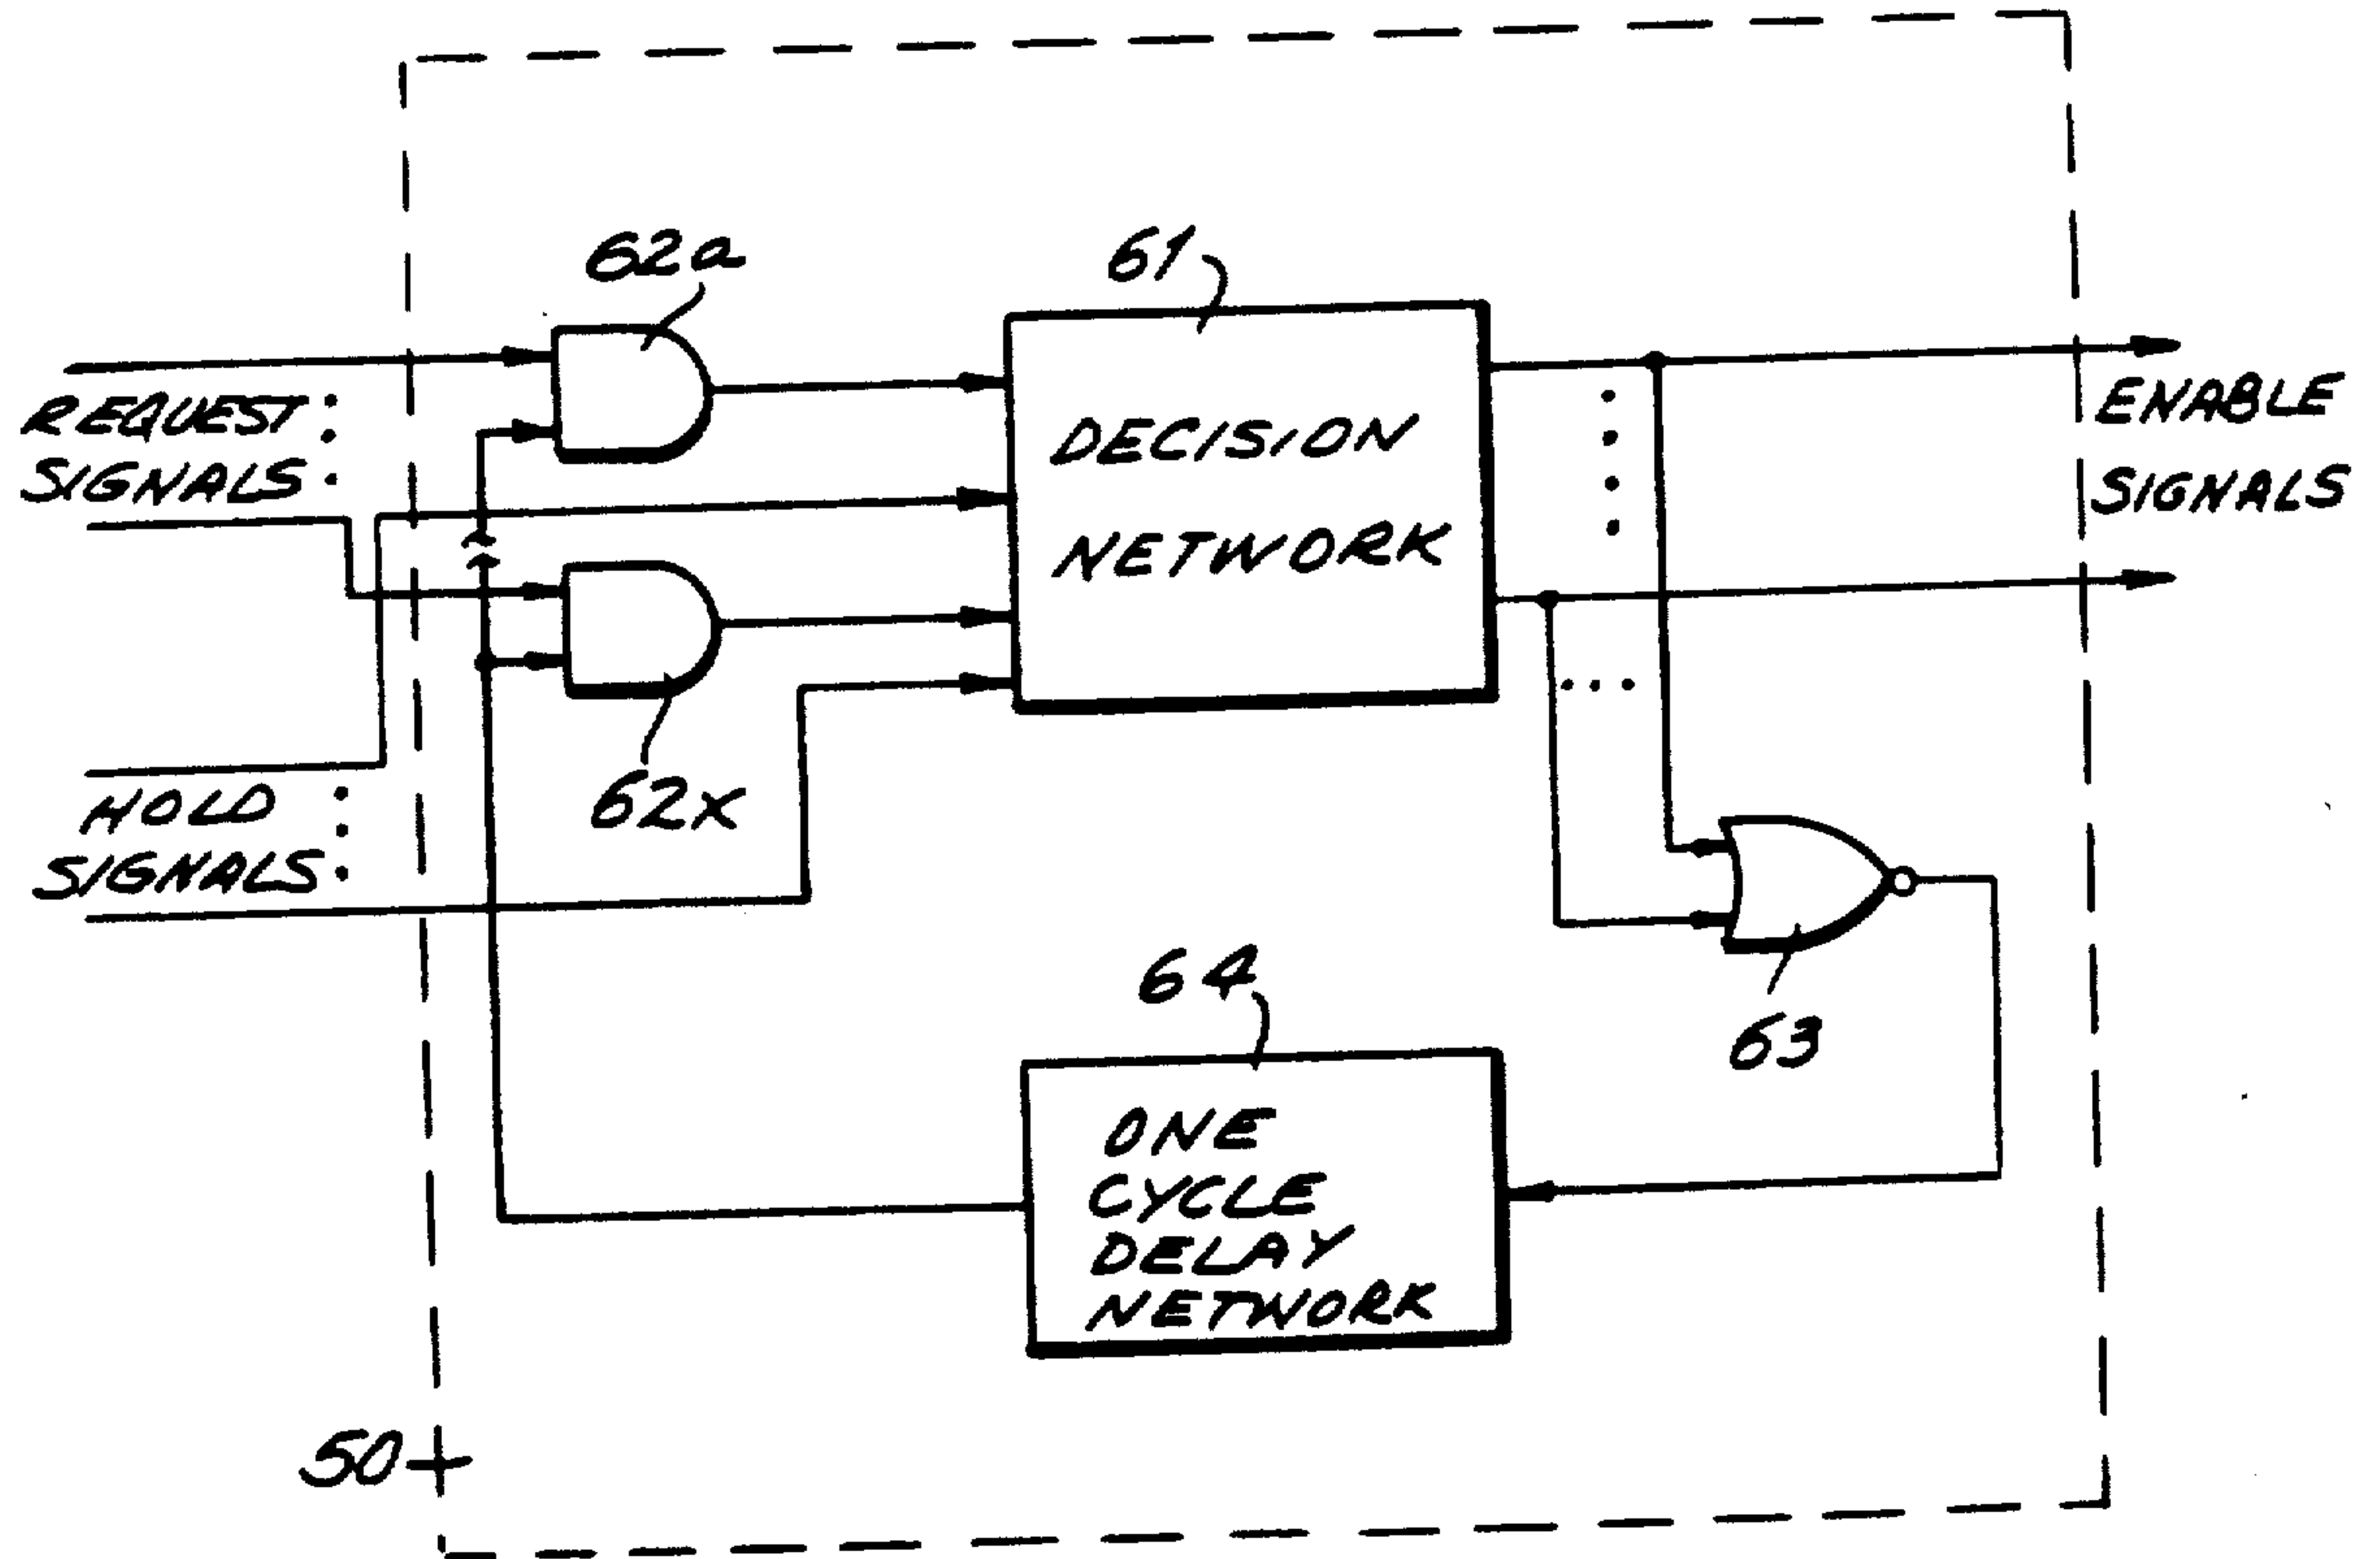 62a
61
REQUEST
SIGNALS
DECISION
NETWORK
ENABLE
SIGNALS
62x
HOLD
SIGNALS
64
63
ONE
CYCLE
DELAY
NETWORK
50